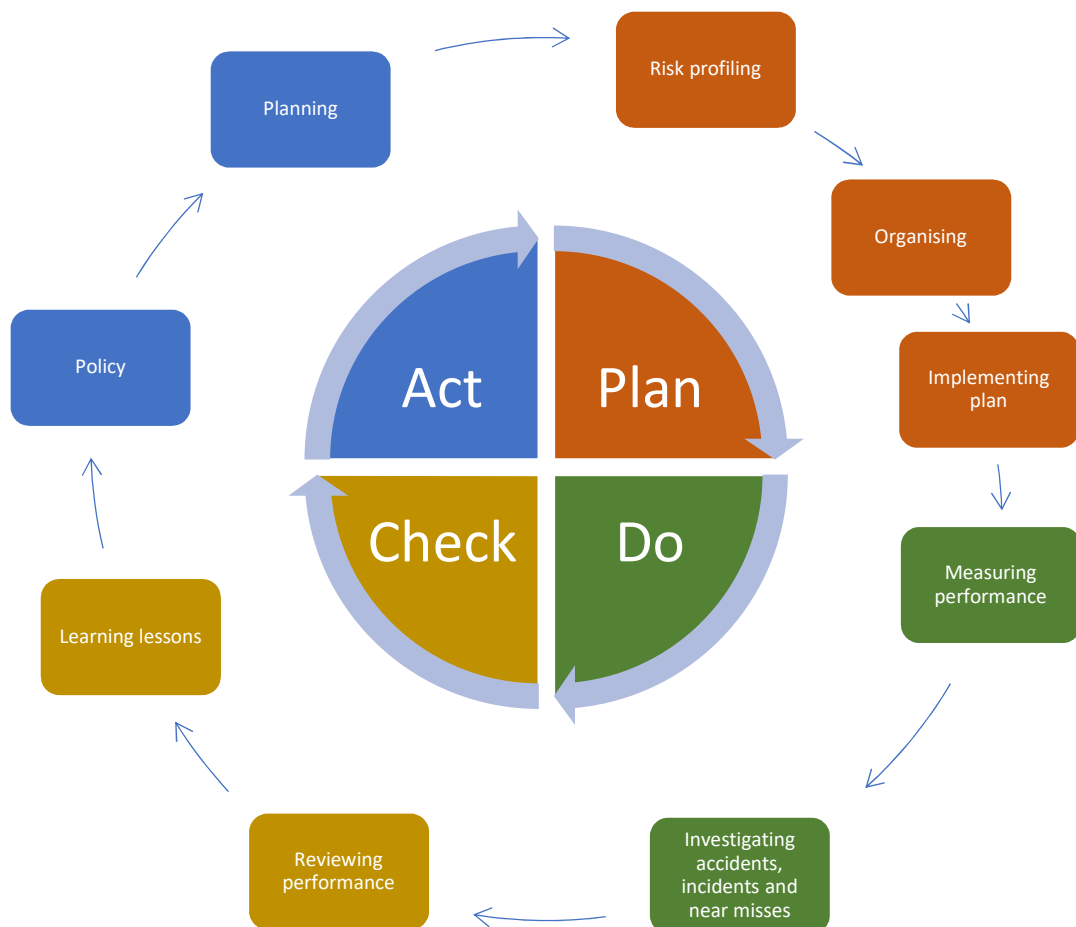 Planning
Risk profiling
Organising
Implementing
plan
Measuring
performance
Investigating
accidents,
incidents and
near misses
Reviewing
performance
Learning lessons
Policy
Act
Plan
Check
Do